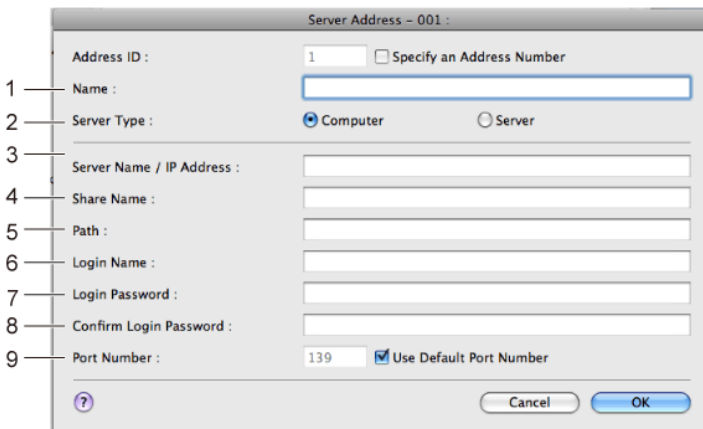 Server Address - 001 :
Address ID : 1 Specify an Address Number
1 Name :
2 Server Type : Computer Server
3 Server Name / IP Address :
4 Share Name :
5 Path :
6 Login Name :
7 Login Password :
8 Confirm Login Password :
9 Port Number : 139 Use Default Port Number
? Cancel OK